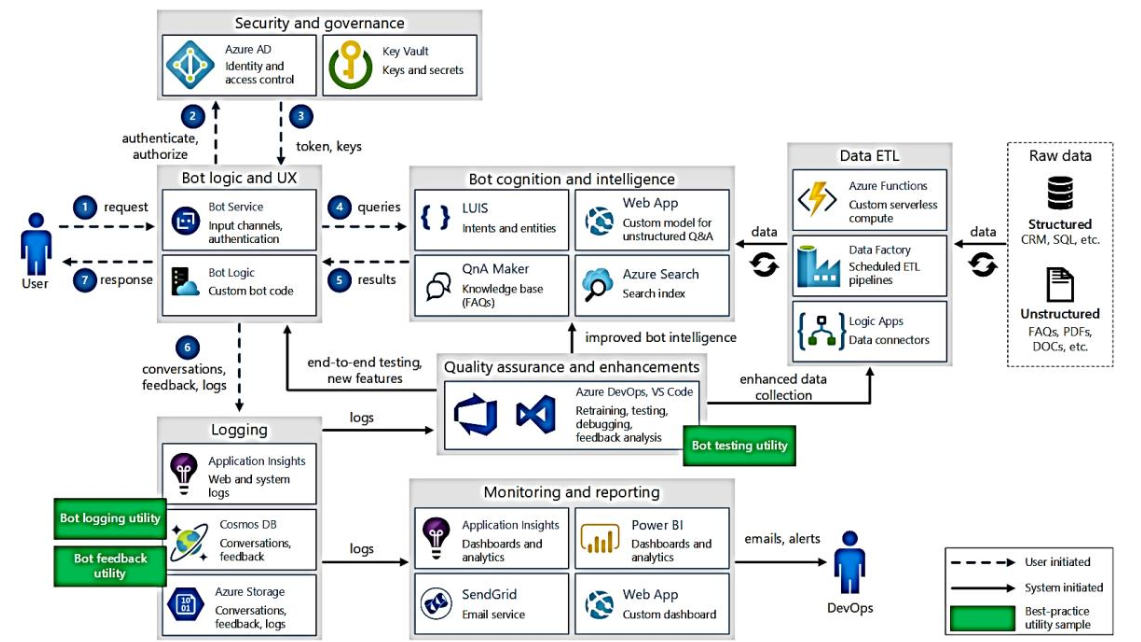 Security and governance
Azure AD
Identity and
access control
Key Vault
Keys and secrets
2
3
authenticate,
authorize
token, keys
Bot logic and UX
1
request
Bot Service
Input channels,
authentication
User
7
response
Bot Logic
Custom bot code
4
queries
5
results
Bot cognition and intelligence
LUIS
Intents and entities
Web App
Custom model for
unstructured Q&A
QnA Maker
Knowledge base
(FAQs)
Azure Search
Search index
data
Data ETL
Azure Functions
Custom serverless
compute
Data Factory
Scheduled ETL
pipelines
Logic Apps
Data connectors
data
Raw data
Structured
CRM, SQL, etc.
Unstructured
FAQs, PDFs,
DOCs, etc.
6
conversations,
feedback, logs
end-to-end testing,
new features
improved bot intelligence
Quality assurance and enhancements
Azure DevOps, VS Code
Retraining, testing,
debugging,
feedback analysis
Bot testing utility
enhanced data
collection
logs
Logging
Application Insights
Web and system
logs
Bot logging utility
Cosmos DB
Conversations,
feedback
Bot feedback
utility
Azure Storage
Conversations,
feedback, logs
10
01
logs
Monitoring and reporting
Application Insights
Dashboards and
analytics
Power BI
Dashboards and
analytics
SendGrid
Email service
Web App
Custom dashboard
emails, alerts
DevOps
User initiated
System initiated
Best-practice
utility sample